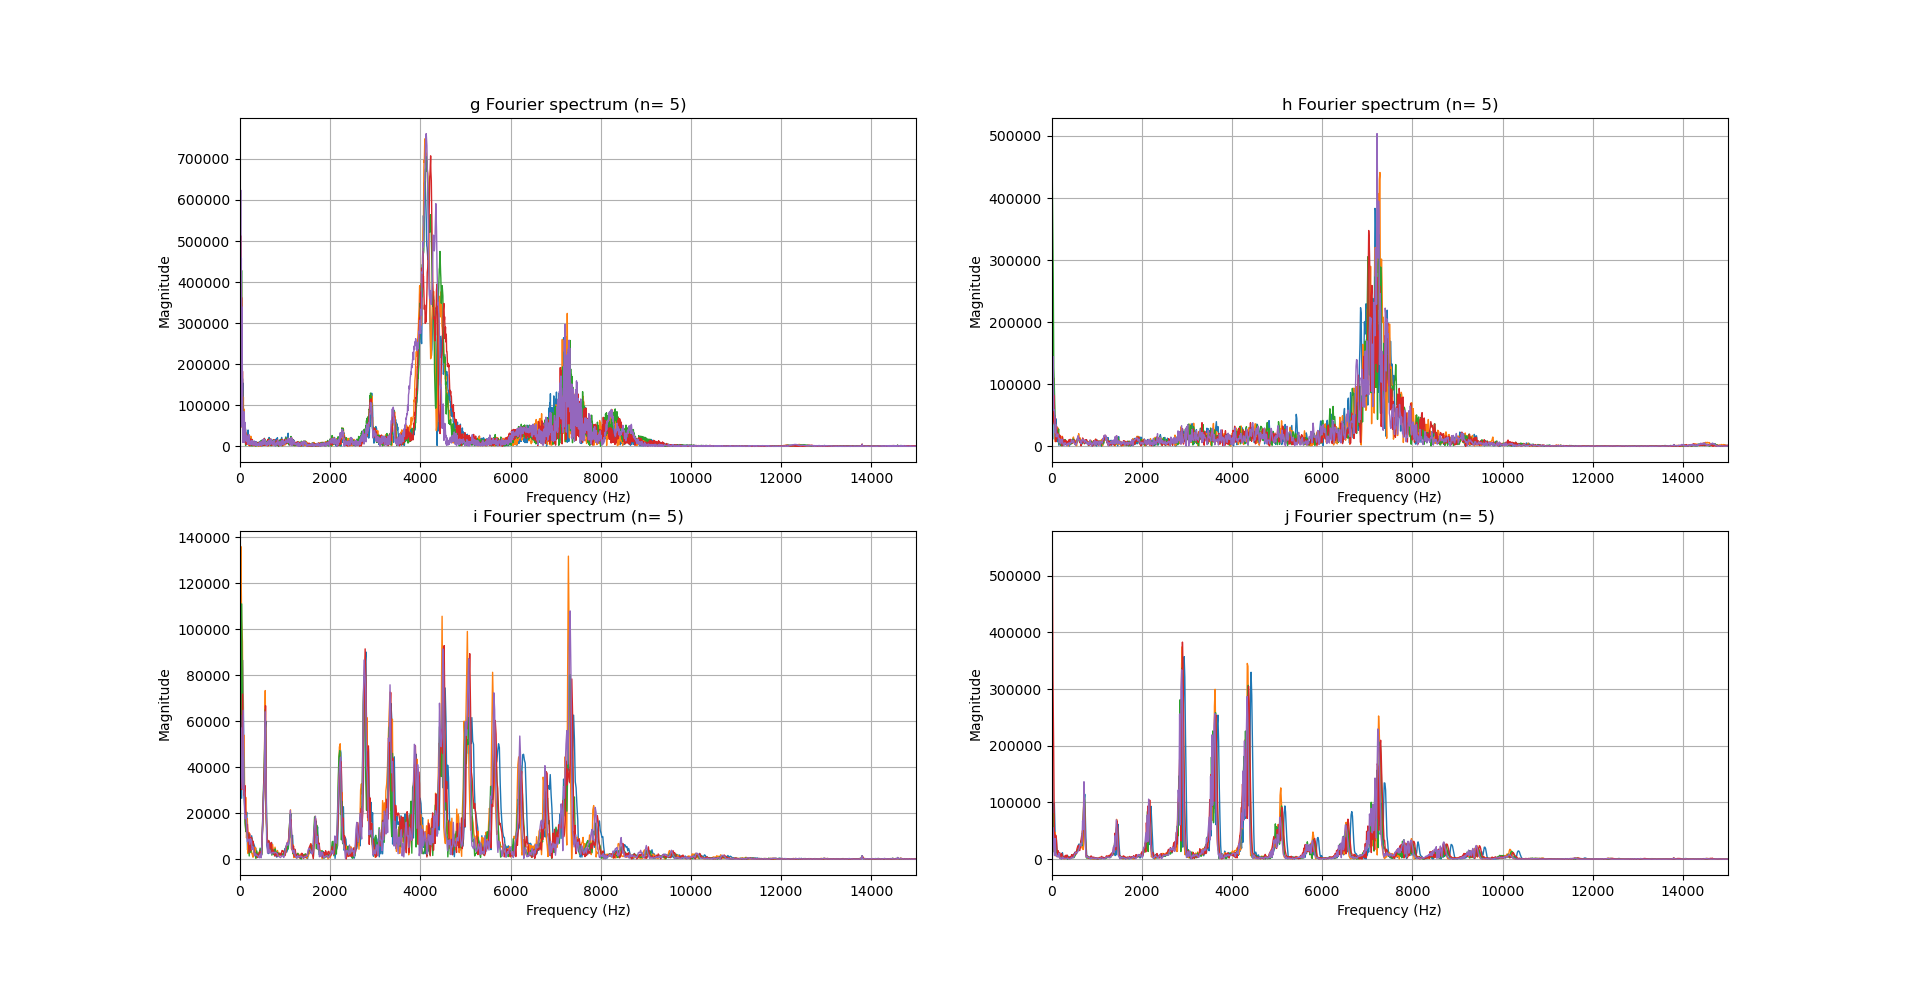 g Fourier spectrum (n= 5)
Magnitude
700000
600000
500000
400000
300000
200000
100000
0
0 2000 4000 6000 8000 10000 12000 14000
Frequency (Hz)
h Fourier spectrum (n= 5)
Magnitude
500000
400000
300000
200000
100000
0
0 2000 4000 6000 8000 10000 12000 14000
Frequency (Hz)
i Fourier spectrum (n= 5)
Magnitude
140000
120000
100000
80000
60000
40000
20000
0
0 2000 4000 6000 8000 10000 12000 14000
Frequency (Hz)
j Fourier spectrum (n= 5)
Magnitude
500000
400000
300000
200000
100000
0
0 2000 4000 6000 8000 10000 12000 14000
Frequency (Hz)